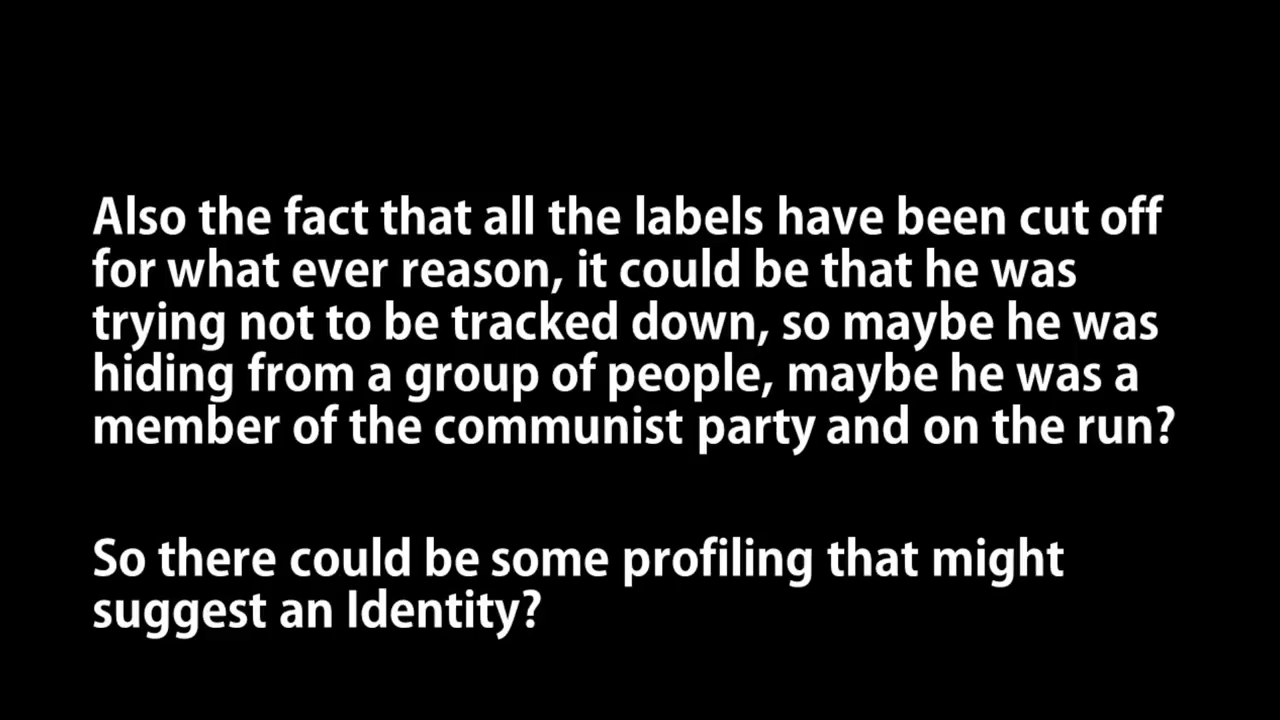 Also the fact that all the labels have been cut off
for what ever reason, it could be that he was
trying not to be tracked down, so maybe he was
hiding from a group of people, maybe he was a
member of the communist party and on the run?
So there could be some profiling that might
suggest an Identity?